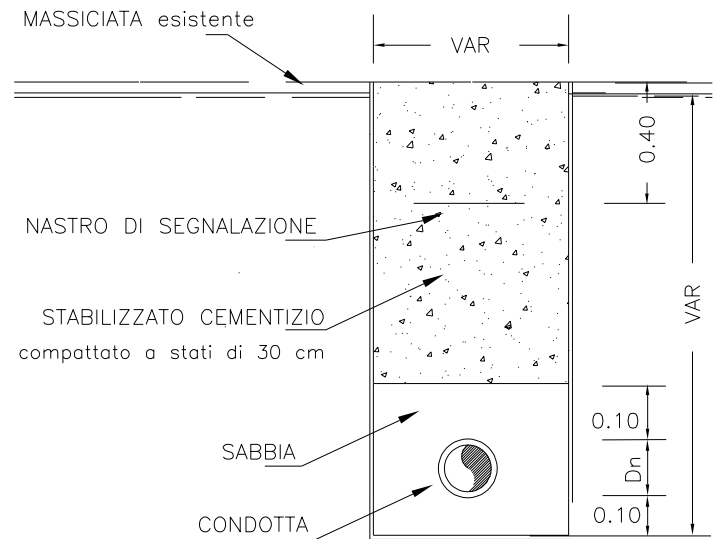 MASSICIATA esistente
VAR
0.40
NASTRO DI SEGNALAZIONE
STABILIZZATO CEMENTIZIO
compattato a stati di 30 cm
VAR
0.10
SABBIA
Dn
0.10
CONDOTTA